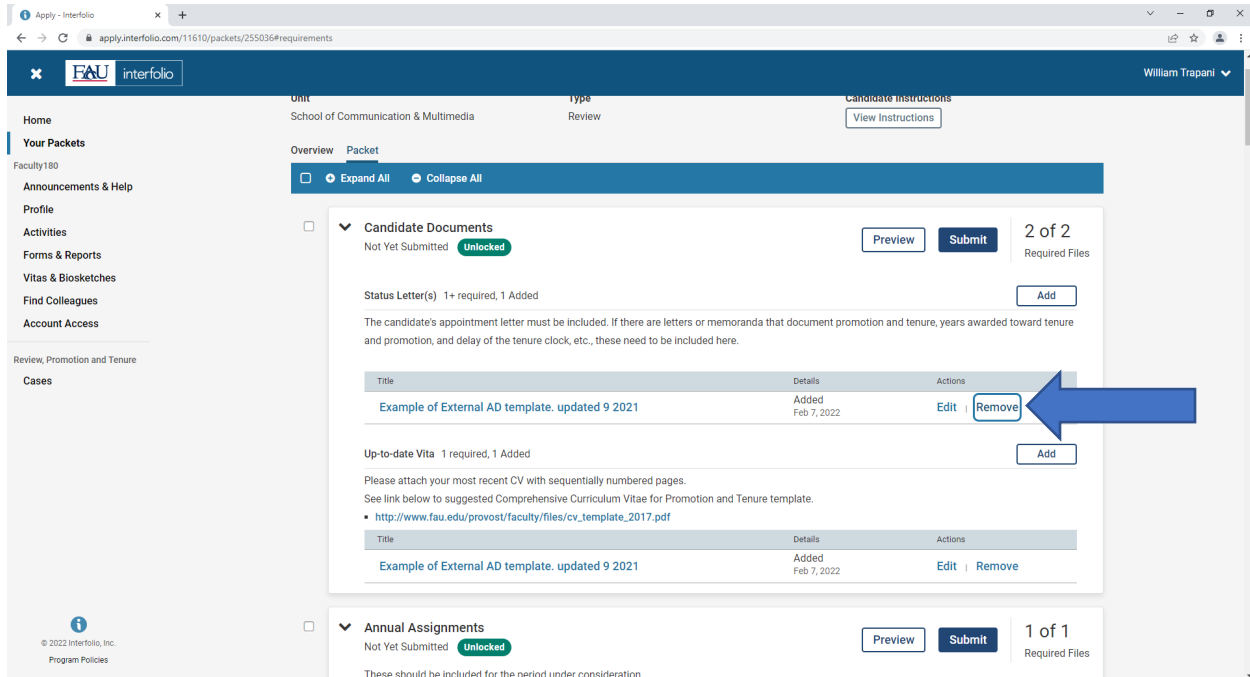 Apply - Interfolio
apply.interfolio.com/11610/packets/255036#requirements
FAU interfolio
William Trapani
Home
Your Packets
Faculty180
Announcements & Help
Profile
Activities
Forms & Reports
Vitas & Biosketches
Find Colleagues
Account Access
Review, Promotion and Tenure
Cases
© 2022 Interfolio, Inc.
Program Policies
Unit Type Candidate Instructions
School of Communication & Multimedia Review View Instructions
Overview Packet
Expand All Collapse All
Candidate Documents
Not Yet Submitted Unlocked
Preview Submit 2 of 2
Required Files
Status Letter(s) 1+ required, 1 Added Add
The candidate's appointment letter must be included. If there are letters or memoranda that document promotion and tenure, years awarded toward tenure
and promotion, and delay of the tenure clock, etc., these need to be included here.
Title Details Actions
Example of External AD template. updated 9 2021 Added Edit | Remove
Feb 7, 2022
Up-to-date Vita 1 required, 1 Added Add
Please attach your most recent CV with sequentially numbered pages.
See link below to suggested Comprehensive Curriculum Vitae for Promotion and Tenure template.
http://www.fau.edu/provost/faculty/files/cv_template_2017.pdf
Title Details Actions
Example of External AD template. updated 9 2021 Added Edit | Remove
Feb 7, 2022
Annual Assignments
Not Yet Submitted Unlocked
Preview Submit 1 of 1
Required Files
These should be included for the period under consideration